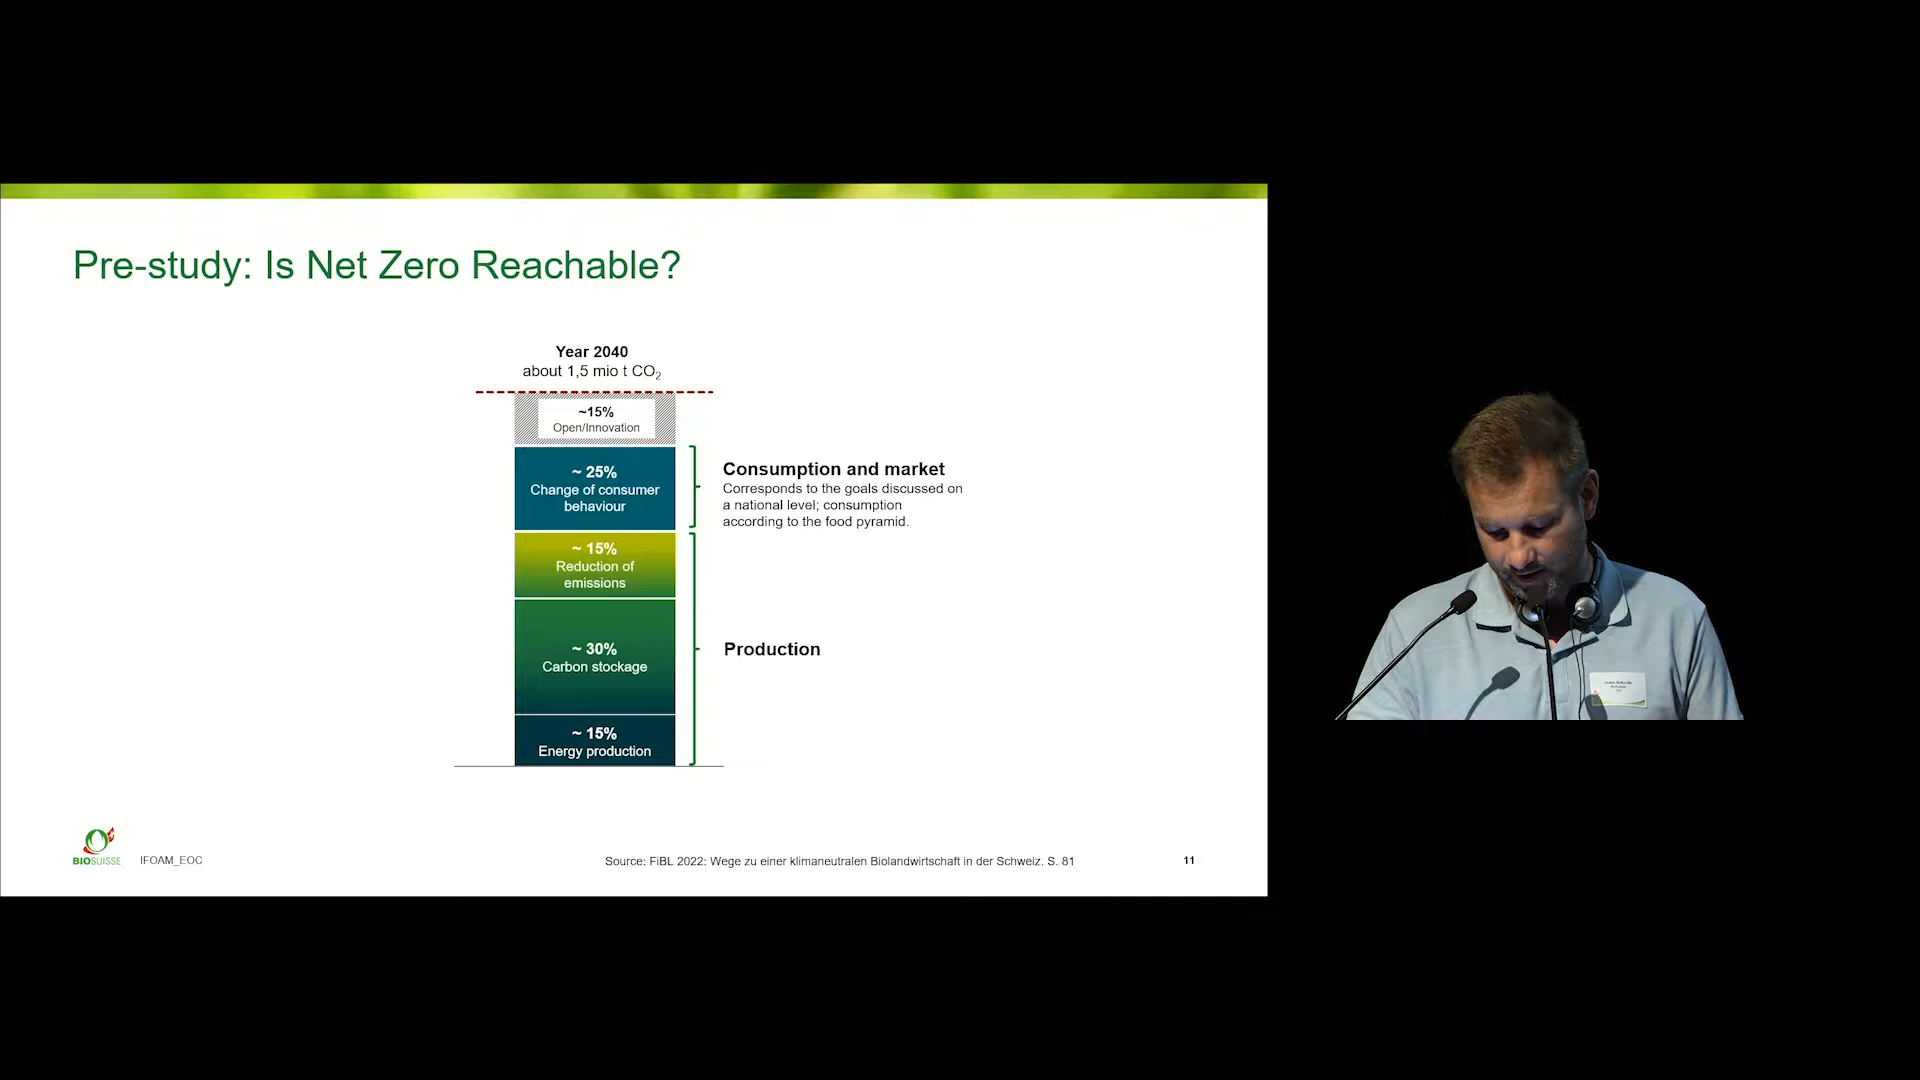 Pre-study: Is Net Zero Reachable?
Year 2040
about 1,5 mio t CO₂
~15%
Open/Innovation
~ 25%
Change of consumer
behaviour
Consumption and market
Corresponds to the goals discussed on
a national level; consumption
according to the food pyramid.
~ 15%
Reduction of
emissions
~ 30%
Carbon stockage
Production
~ 15%
Energy production
BIOSUISSE
IFOAM_EOC
Source: FiBL 2022: Wege zu einer klimaneutralen Biolandwirtschaft in der Schweiz. S. 81
11